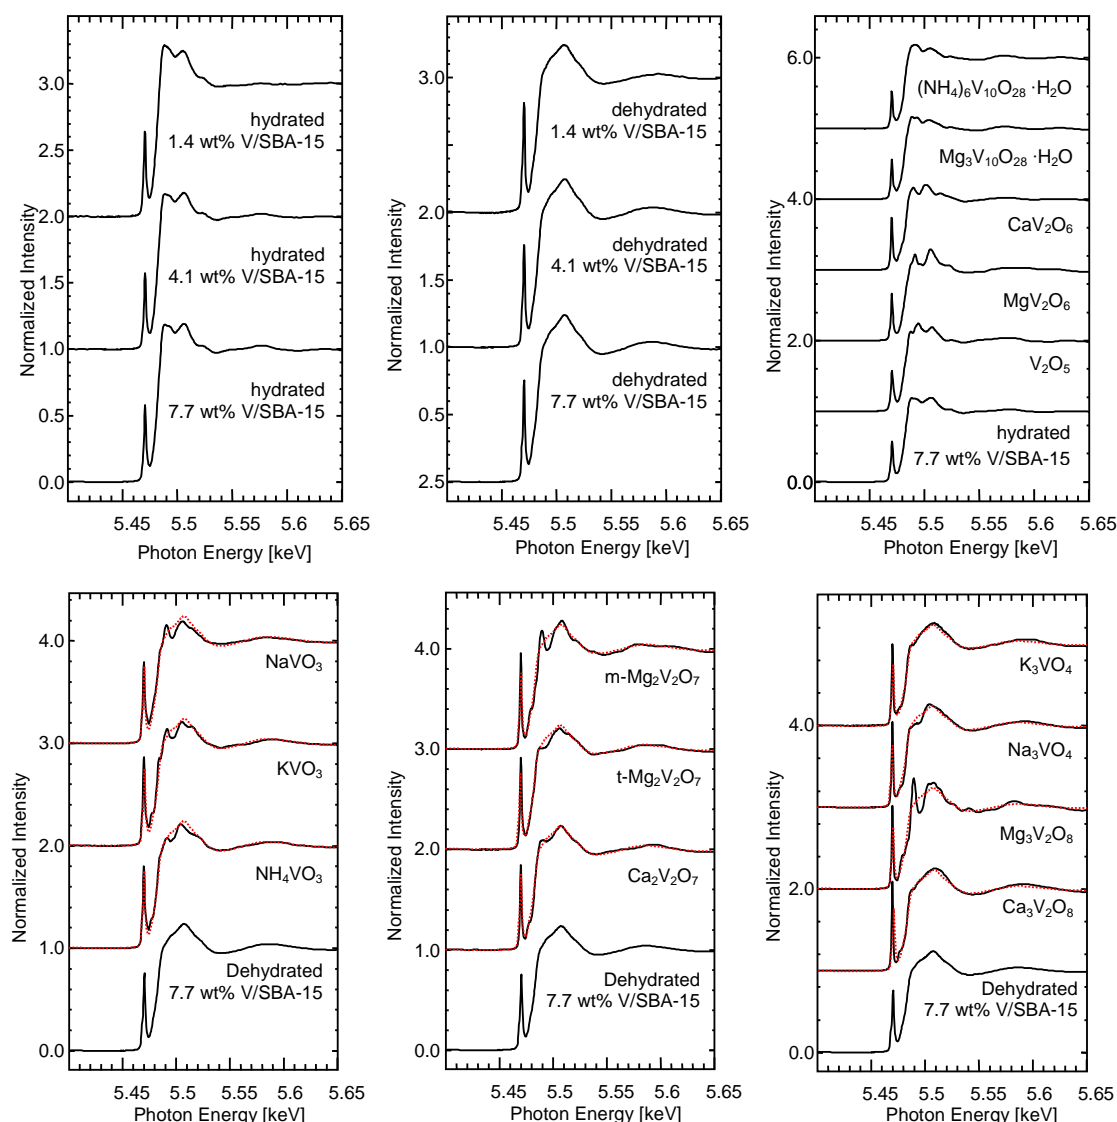 Normalized Intensity
3.0
2.5
2.0
1.5
1.0
0.5
0.0
hydrated
1.4 wt% V/SBA-15
hydrated
4.1 wt% V/SBA-15
hydrated
7.7 wt% V/SBA-15
5.45 5.5 5.6 5.65
Photon Energy [keV]
Normalized Intensity
3.0
2.5
2.0
1.5
1.0
0.5
2.5
dehydrated
1.4 wt% V/SBA-15
dehydrated
4.1 wt% V/SBA-15
dehydrated
7.7 wt% V/SBA-15
5.45 5.5 5.6 5.65
Photon Energy [keV]
Normalized Intensity
6.0
4.0
2.0
0.0
(NH₄)₆V₁₀O₂₈ ·H₂O
Mg₃V₁₀O₂₈ ·H₂O
CaV₂O₆
MgV₂O₆
V₂O₅
hydrated
7.7 wt% V/SBA-15
5.45 5.5 5.6 5.65
Photon Energy [keV]
Normalized Intensity
4.0
3.0
2.0
1.0
0.0
NaVO₃
KVO₃
NH₄VO₃
Dehydrated
7.7 wt% V/SBA-15
5.45 5.5 5.6 5.65
Photon Energy [keV]
Normalized Intensity
4.0
3.0
2.0
1.0
0.0
m-Mg₂V₂O₇
t-Mg₂V₂O₇
Ca₂V₂O₇
Dehydrated
7.7 wt% V/SBA-15
5.45 5.5 5.6 5.65
Photon Energy [keV]
Normalized Intensity
4.0
2.0
0.0
K₃VO₄
Na₃VO₄
Mg₃V₂O₈
Ca₃V₂O₈
Dehydrated
7.7 wt% V/SBA-15
5.45 5.5 5.6 5.65
Photon Energy [keV]